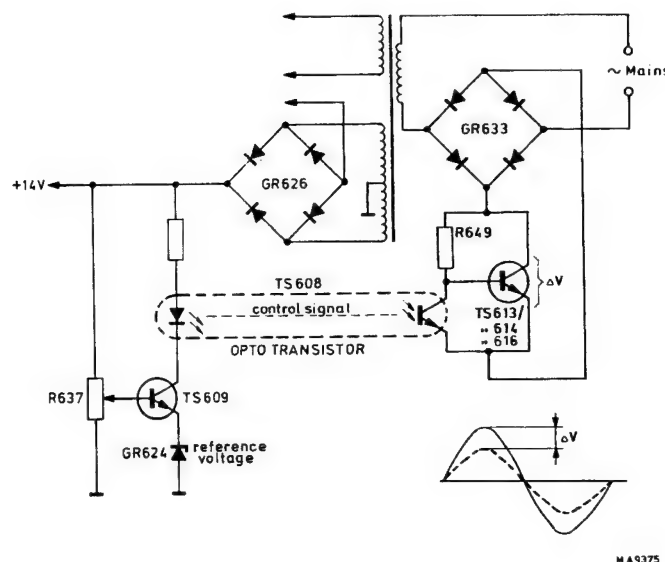 ~ Mains
GR633
GR626
+14V
R649
TS608
control signal
OPTO TRANSISTOR
ΔV
TS613/
„ 614
„ 616
R637
TS609
GR624
reference
voltage
ΔV
MA9375